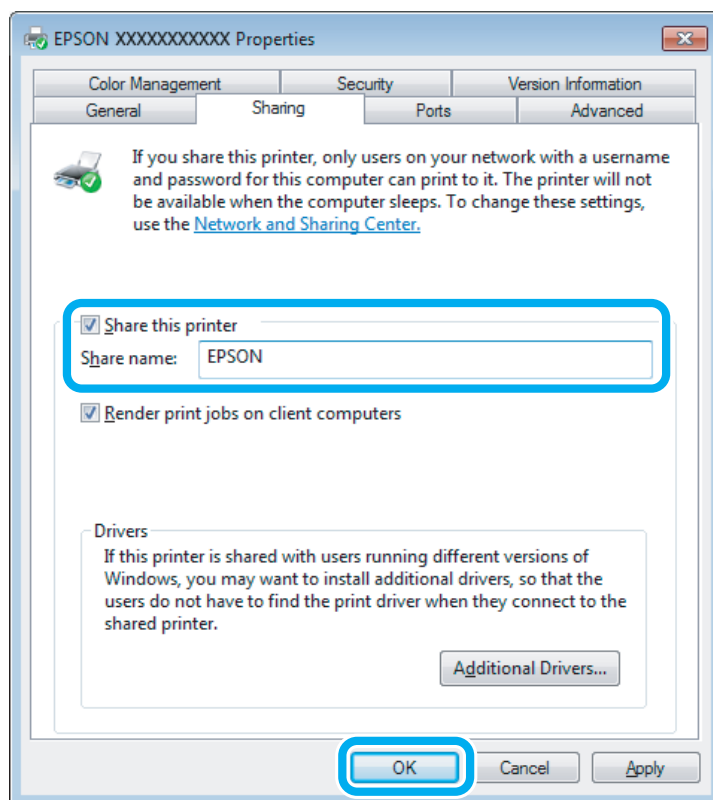 EPSON XXXXXXXXXXX Properties
Color Management Security Version Information
General Sharing Ports Advanced
If you share this printer, only users on your network with a username
and password for this computer can print to it. The printer will not
be available when the computer sleeps. To change these settings,
use the Network and Sharing Center.
Share this printer
Share name: EPSON
Render print jobs on client computers
Drivers
If this printer is shared with users running different versions of
Windows, you may want to install additional drivers, so that the
users do not have to find the print driver when they connect to the
shared printer.
Additional Drivers...
OK Cancel Apply